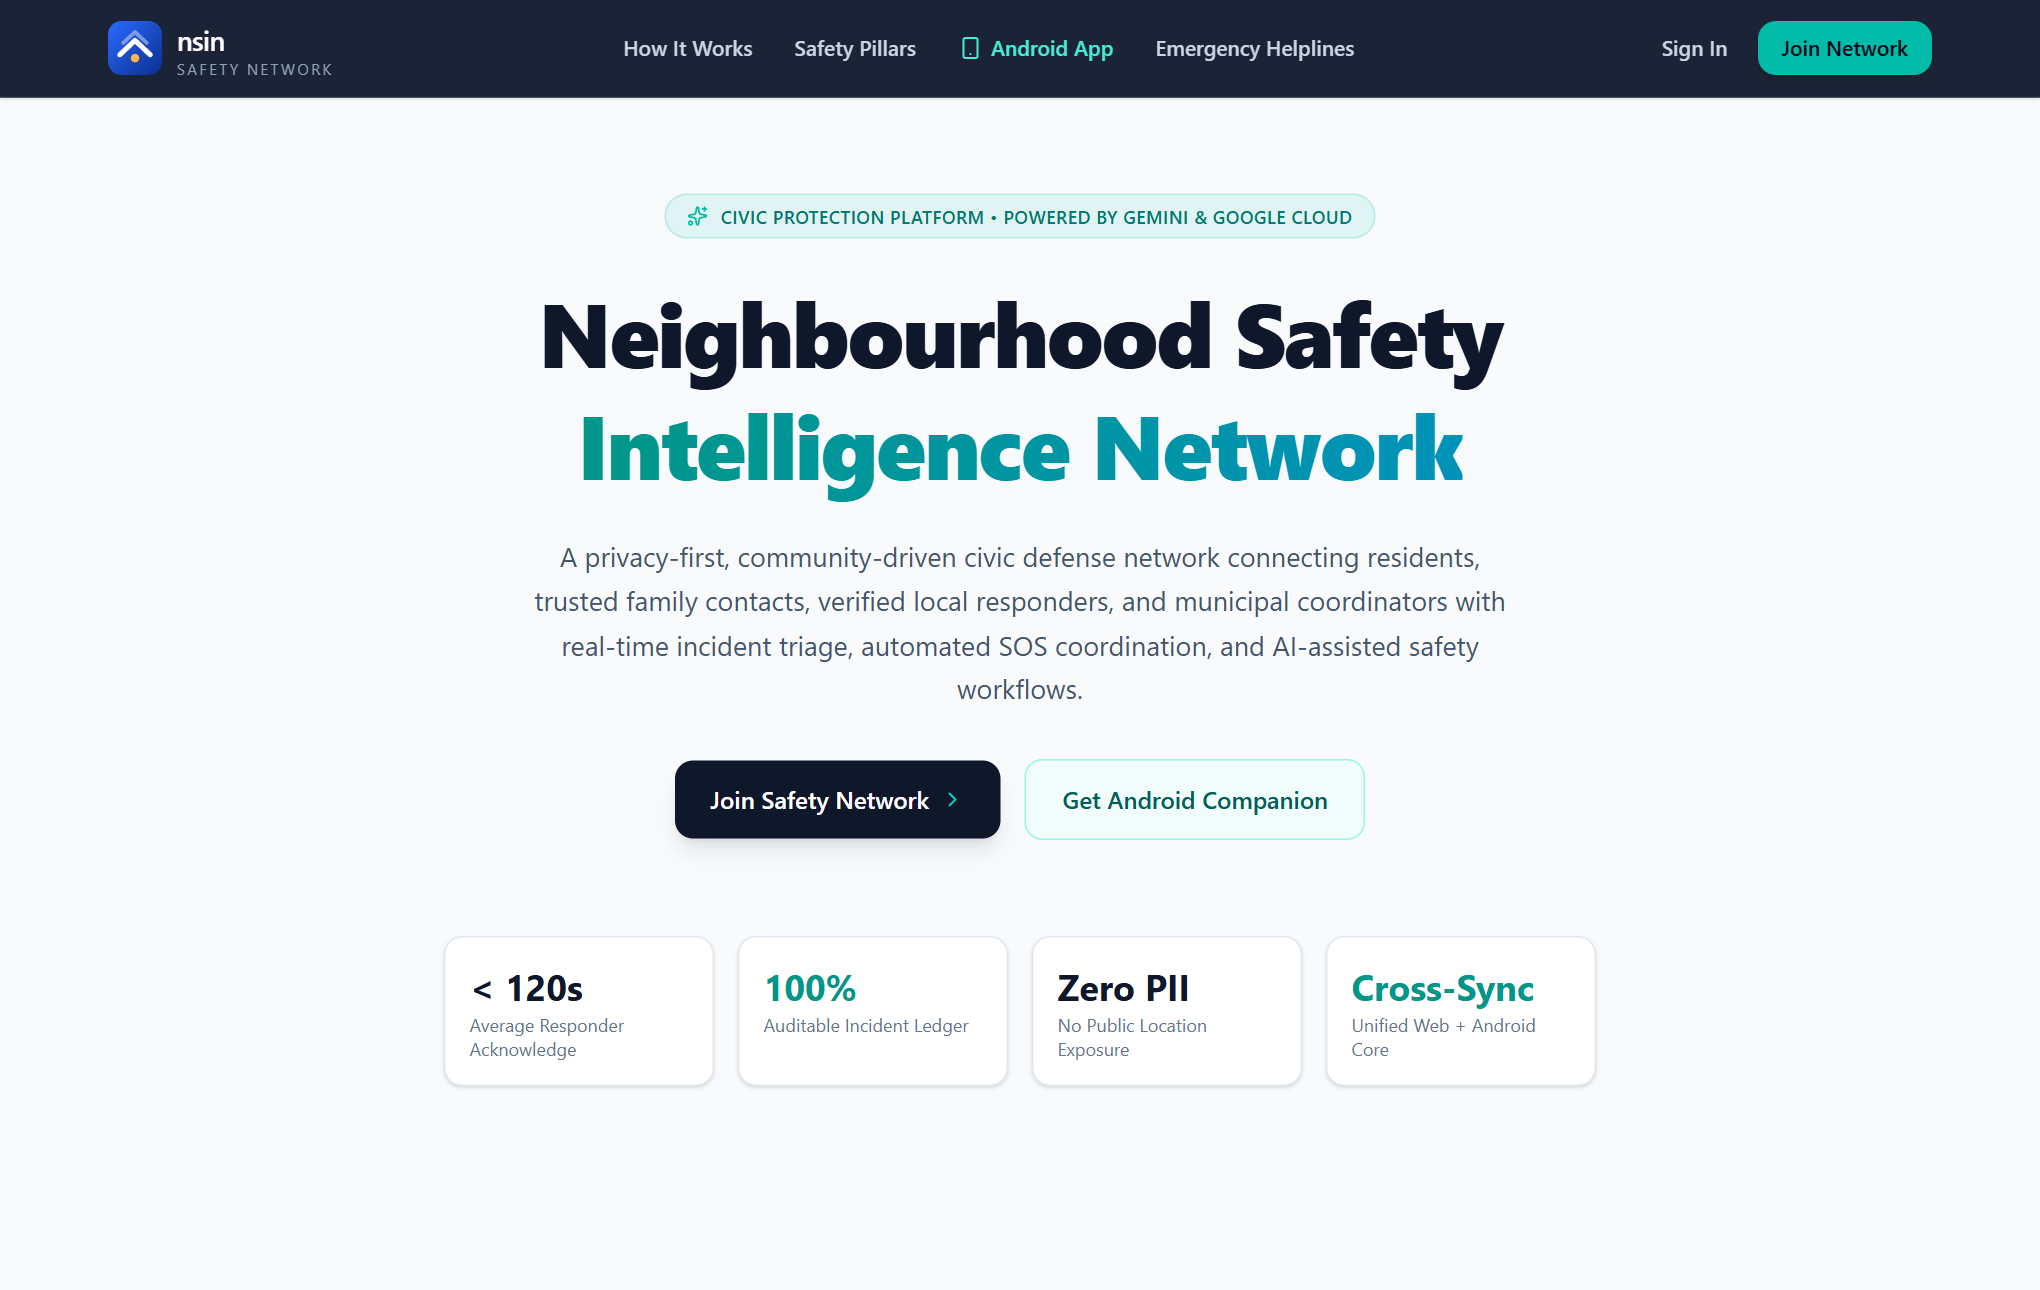 nsin
SAFETY NETWORK
How It Works
Safety Pillars
Android App
Emergency Helplines
Sign In
Join Network
CIVIC PROTECTION PLATFORM • POWERED BY GEMINI & GOOGLE CLOUD
Neighbourhood Safety
Intelligence Network
A privacy-first, community-driven civic defense network connecting residents,
trusted family contacts, verified local responders, and municipal coordinators with
real-time incident triage, automated SOS coordination, and AI-assisted safety
workflows.
Join Safety Network
Get Android Companion
< 120s
Average Responder
Acknowledge
100%
Auditable Incident Ledger
Zero PII
No Public Location
Exposure
Cross-Sync
Unified Web + Android
Core